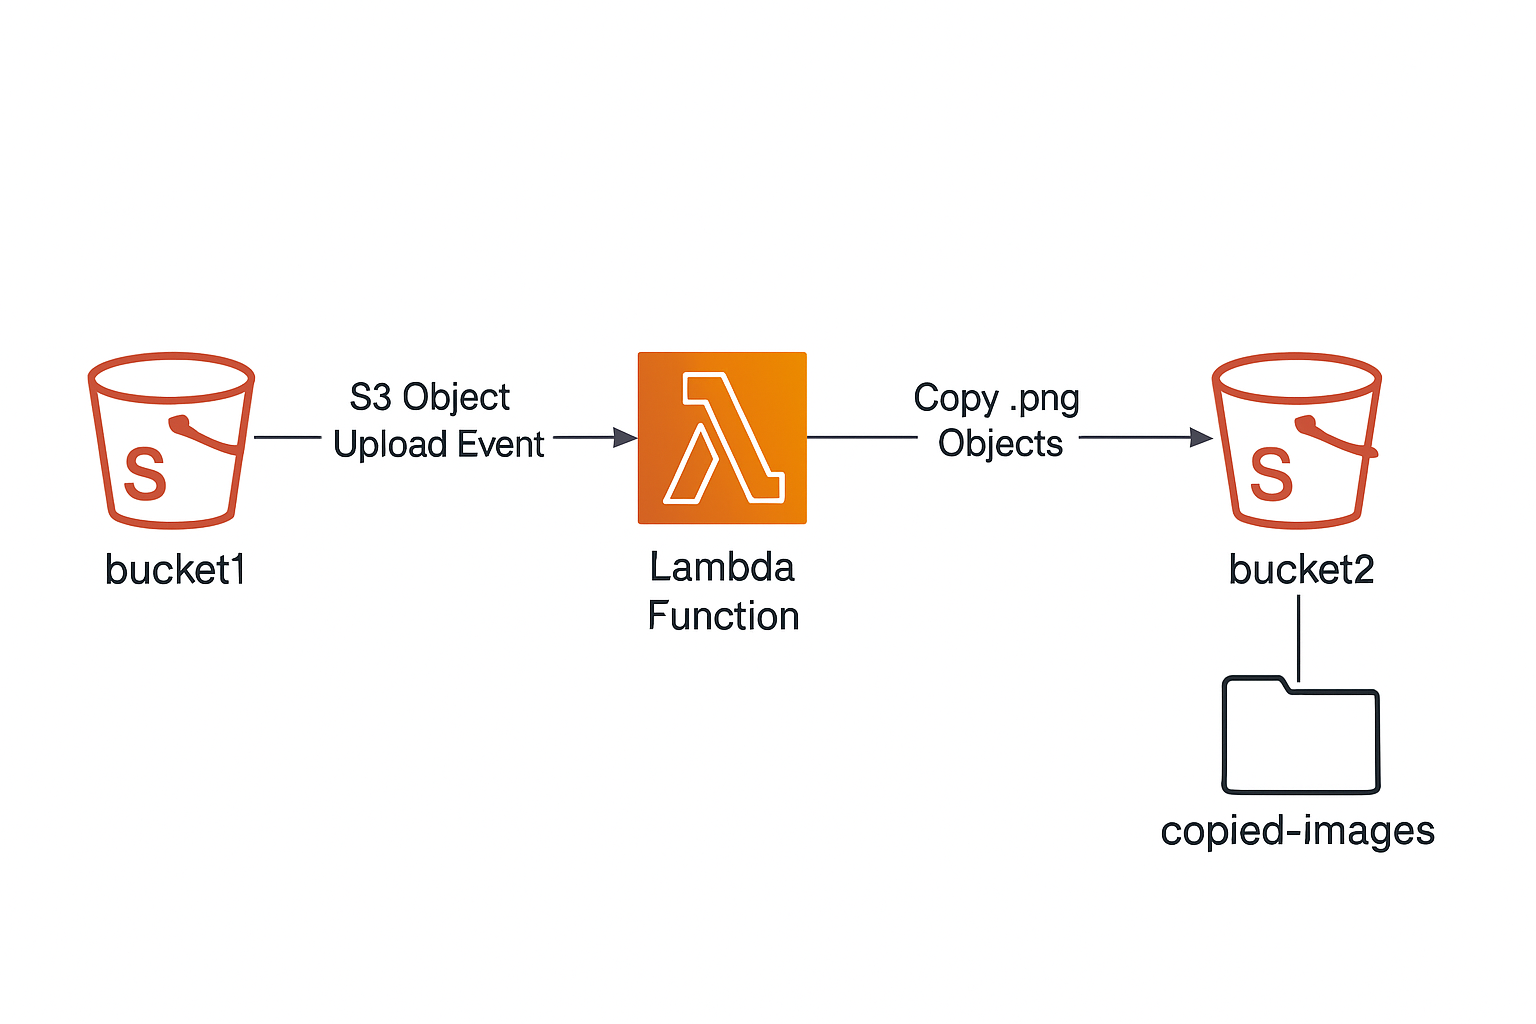 S3 Object
Upload Event
Copy .png
Objects
S
S
bucket1
Lambda
Function
bucket2
copied-images